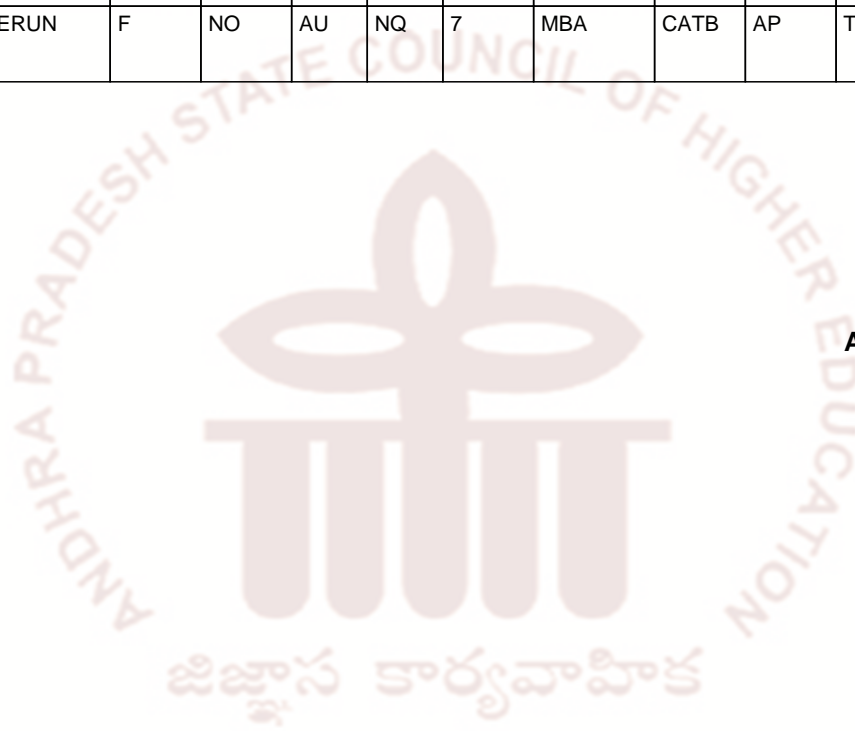 ERUN F NO AU NQ 7 MBA CATB AP T
ANDHRA PRADESH STATE COUNCIL OF HIGHER EDUCATION
A
జిజ్ఞాస కార్యవాహిక